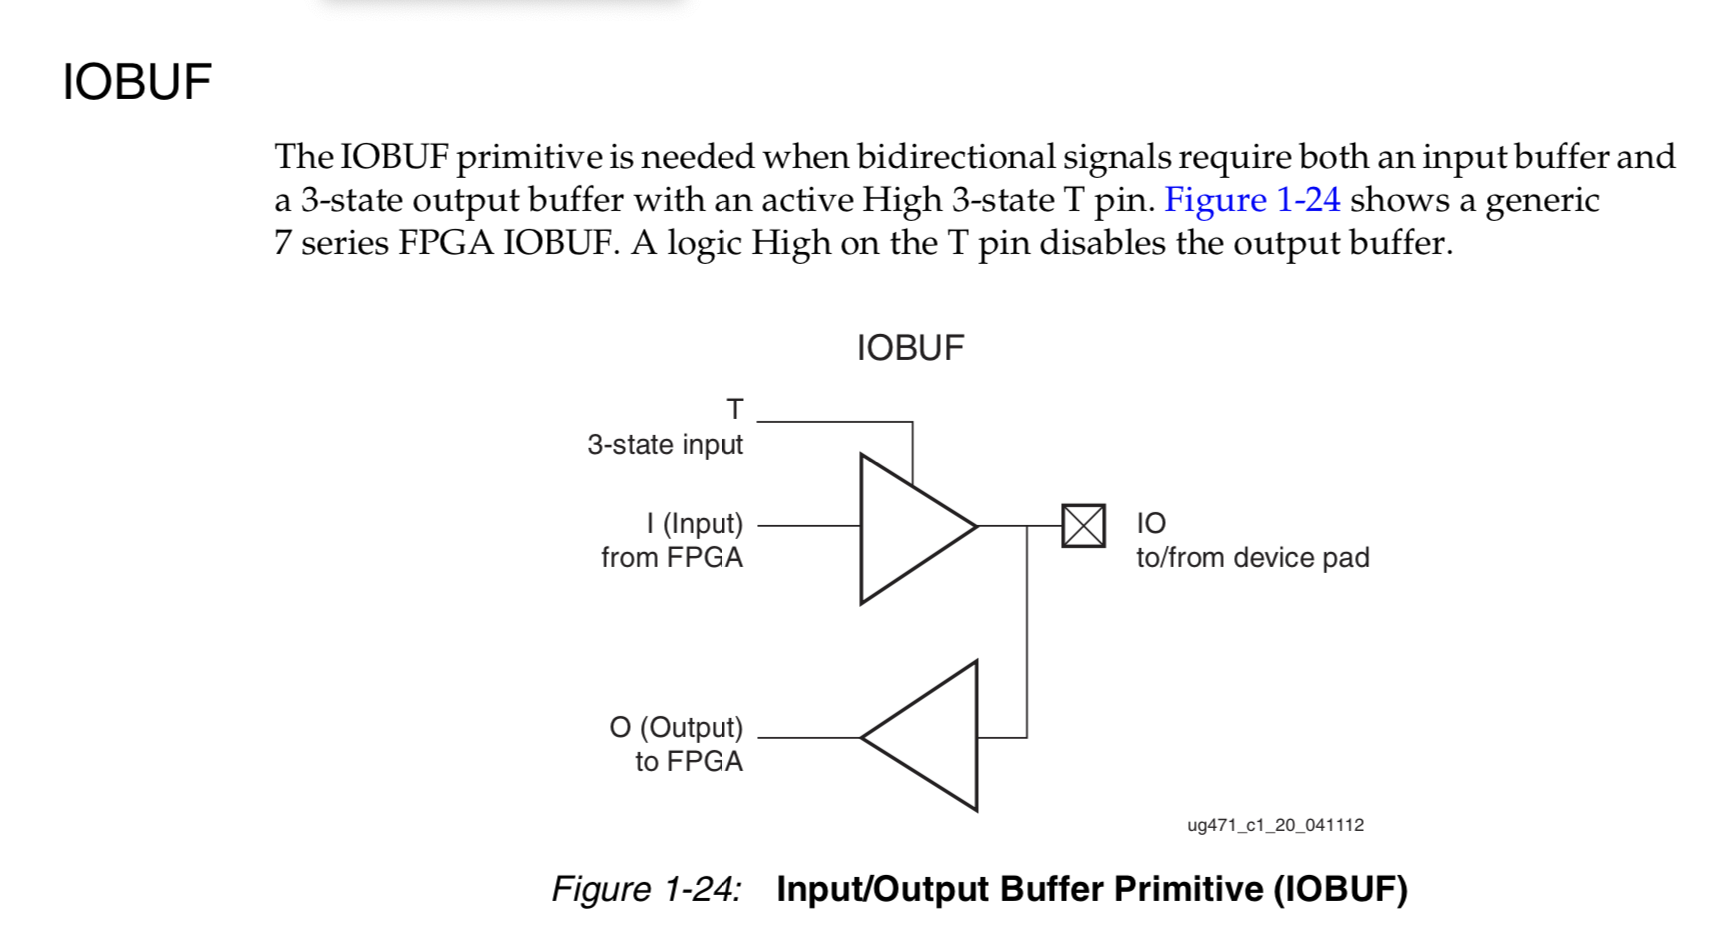 IOBUF
The IOBUF primitive is needed when bidirectional signals require both an input buffer and
a 3-state output buffer with an active High 3-state T pin. Figure 1-24 shows a generic
7 series FPGA IOBUF. A logic High on the T pin disables the output buffer.
IOBUF
T
3-state input
I (Input)
from FPGA
IO
to/from device pad
O (Output)
to FPGA
ug471_c1_20_041112
Figure 1-24: Input/Output Buffer Primitive (IOBUF)